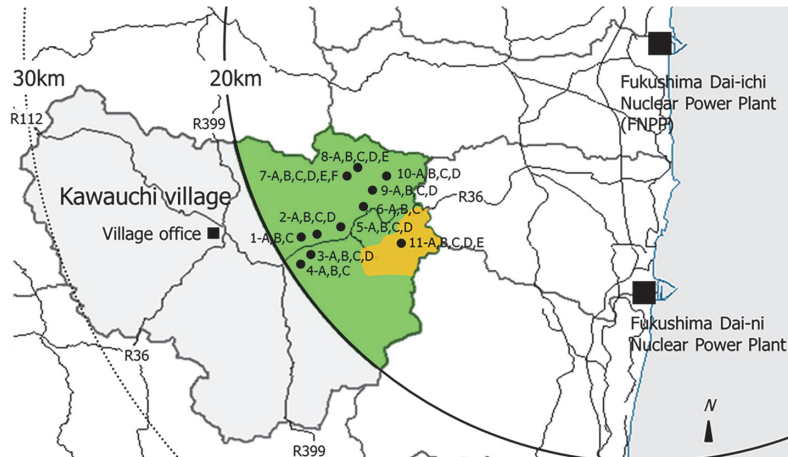 30km
20km
Fukushima Dai-ichi
Nuclear Power Plant
(FNPP)
R112
R399
8-A,B,C,D,E
7-A,B,C,D,E,F
10-A,B,C,D
9-A,B,C,D
R36
Kawauchi village
6-A,B,C
2-A,B,C,D
5-A,B,C,D
Village office
1-A,B,C
11-A,B,C,D,E
3-A,B,C,D
4-A,B,C
Fukushima Dai-ni
Nuclear Power Plant
R36
N
R399